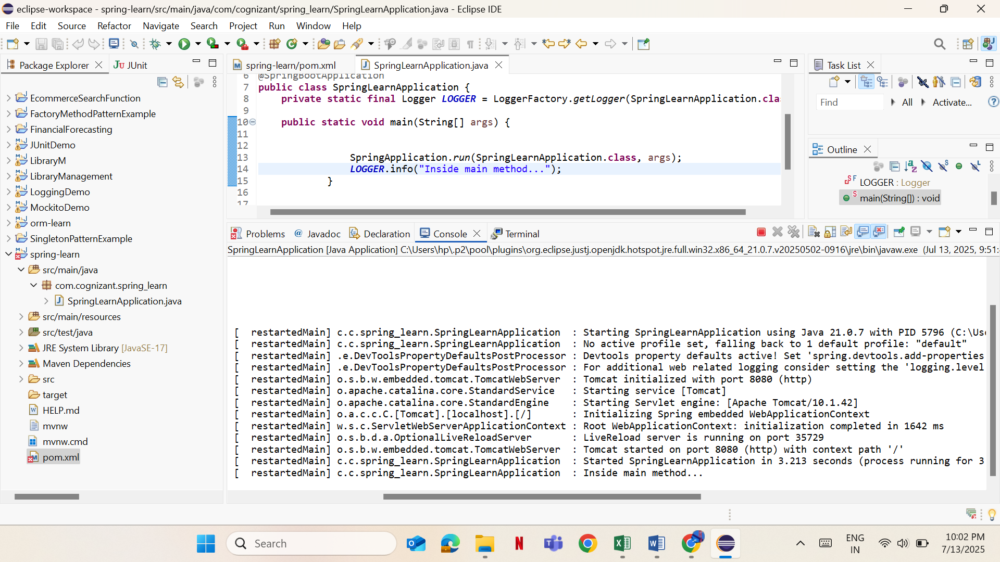 eclipse-workspace - spring-learn/src/main/java/com/cognizant/spring_learn/SpringLearnApplication.java - Eclipse IDE
File Edit Source Refactor Navigate Search Project Run Window Help
Package Explorer
JUnit
EcommerceSearchFunction
FactoryMethodPatternExample
FinancialForecasting
JUnitDemo
LibraryM
LibraryManagement
LoggingDemo
MockitoDemo
orm-learn
SingletonPatternExample
spring-learn
src/main/java
com.cognizant.spring_learn
SpringLearnApplication.java
src/main/resources
src/test/java
JRE System Library [JavaSE-17]
Maven Dependencies
src
target
HELP.md
mvnw
mvnw.cmd
pom.xml
spring-learn/pom.xml
SpringLearnApplication.java
6 @SpringBootApplication
7 public class SpringLearnApplication {
8 private static final Logger LOGGER = LoggerFactory.getLogger(SpringLearnApplication.cla
9
10 public static void main(String[] args) {
11
12
13 SpringApplication.run(SpringLearnApplication.class, args);
14 LOGGER.info("Inside main method...");
15 }
16
17
Task List
Find All Activate...
Outline
LOGGER : Logger
main(String[]) : void
Problems Javadoc Declaration Console Terminal
SpringLearnApplication [Java Application] C:\Users\hp\.p2\pool\plugins\org.eclipse.justj.openjdk.hotspot.jre.full.win32.x86_64_21.0.7.v20250502-0916\jre\bin\javaw.exe (Jul 13, 2025, 9:51:
[ restartedMain] c.c.spring_learn.SpringLearnApplication : Starting SpringLearnApplication using Java 21.0.7 with PID 5796 (C:\Use
[ restartedMain] c.c.spring_learn.SpringLearnApplication : No active profile set, falling back to 1 default profile: "default"
[ restartedMain] .e.DevToolsPropertyDefaultsPostProcessor : Devtools property defaults active! Set 'spring.devtools.add-properties
[ restartedMain] .e.DevToolsPropertyDefaultsPostProcessor : For additional web related logging consider setting the 'logging.level
[ restartedMain] o.s.b.w.embedded.tomcat.TomcatWebServer : Tomcat initialized with port 8080 (http)
[ restartedMain] o.apache.catalina.core.StandardService : Starting service [Tomcat]
[ restartedMain] o.apache.catalina.core.StandardEngine : Starting Servlet engine: [Apache Tomcat/10.1.42]
[ restartedMain] o.a.c.c.C.[Tomcat].[localhost].[/] : Initializing Spring embedded WebApplicationContext
[ restartedMain] w.s.c.ServletWebServerApplicationContext : Root WebApplicationContext: initialization completed in 1642 ms
[ restartedMain] o.s.b.d.a.OptionalLiveReloadServer : LiveReload server is running on port 35729
[ restartedMain] o.s.b.w.embedded.tomcat.TomcatWebServer : Tomcat started on port 8080 (http) with context path '/'
[ restartedMain] c.c.spring_learn.SpringLearnApplication : Started SpringLearnApplication in 3.213 seconds (process running for 3
[ restartedMain] c.c.spring_learn.SpringLearnApplication : Inside main method...
Search
ENG
IN
10:02 PM
7/13/2025